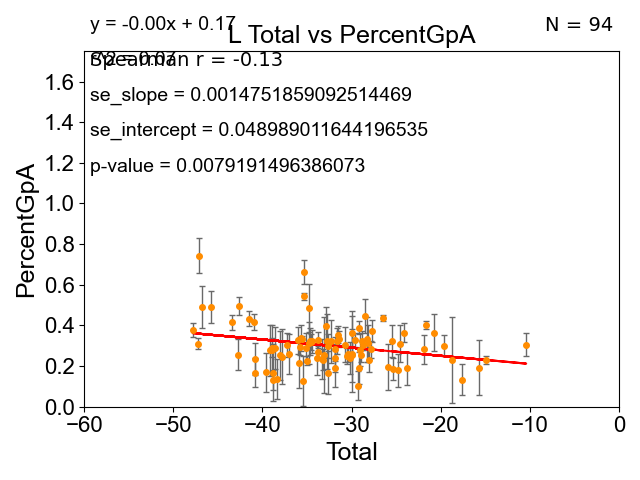 y = -0.00x + 0.17
L Total vs PercentGpA
N = 94
Spearman r = -0.13
se_slope = 0.0014751859092514469
se_intercept = 0.048989011644196535
p-value = 0.0079191496386073
PercentGpA
1.6
1.4
1.2
1.0
0.8
0.6
0.4
0.2
0.0
−60
−50
−40
−30
−20
−10
0
Total